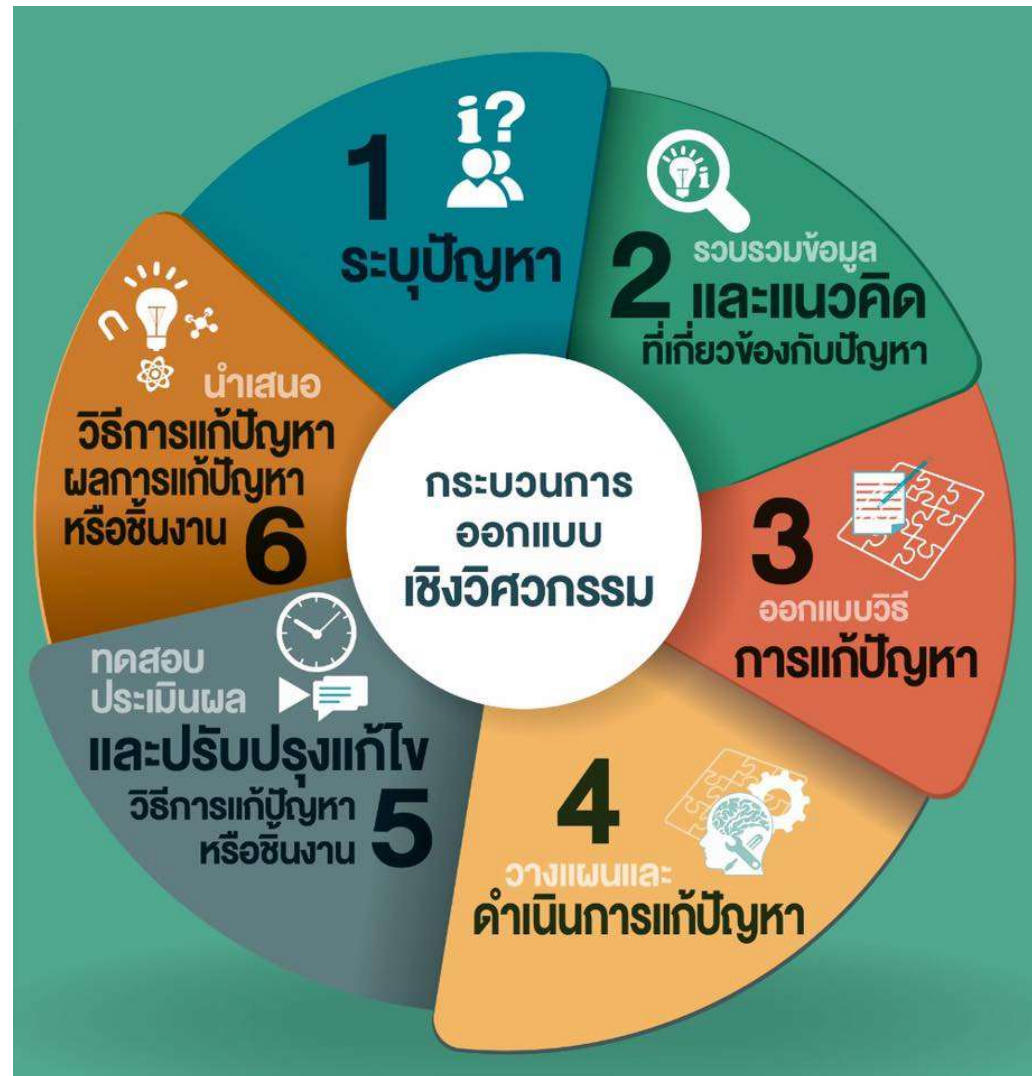 กระบวนการ
ออกแบบ
เชิงวิศวกรรม
i?
1
ระบุปัญหา
2
รวบรวมข้อมูล
และแนวคิด
ที่เกี่ยวข้องกับปัญหา
i
3
ออกแบบวิธี
การแก้ปัญหา
4
วางแผนและ
ดำเนินการแก้ปัญหา
ทดสอบ
ประเมินผล
และปรับปรุงแก้ไข
วิธีการแก้ปัญหา
หรือชิ้นงาน
5
นำเสนอ
วิธีการแก้ปัญหา
ผลการแก้ปัญหา
หรือชิ้นงาน
6